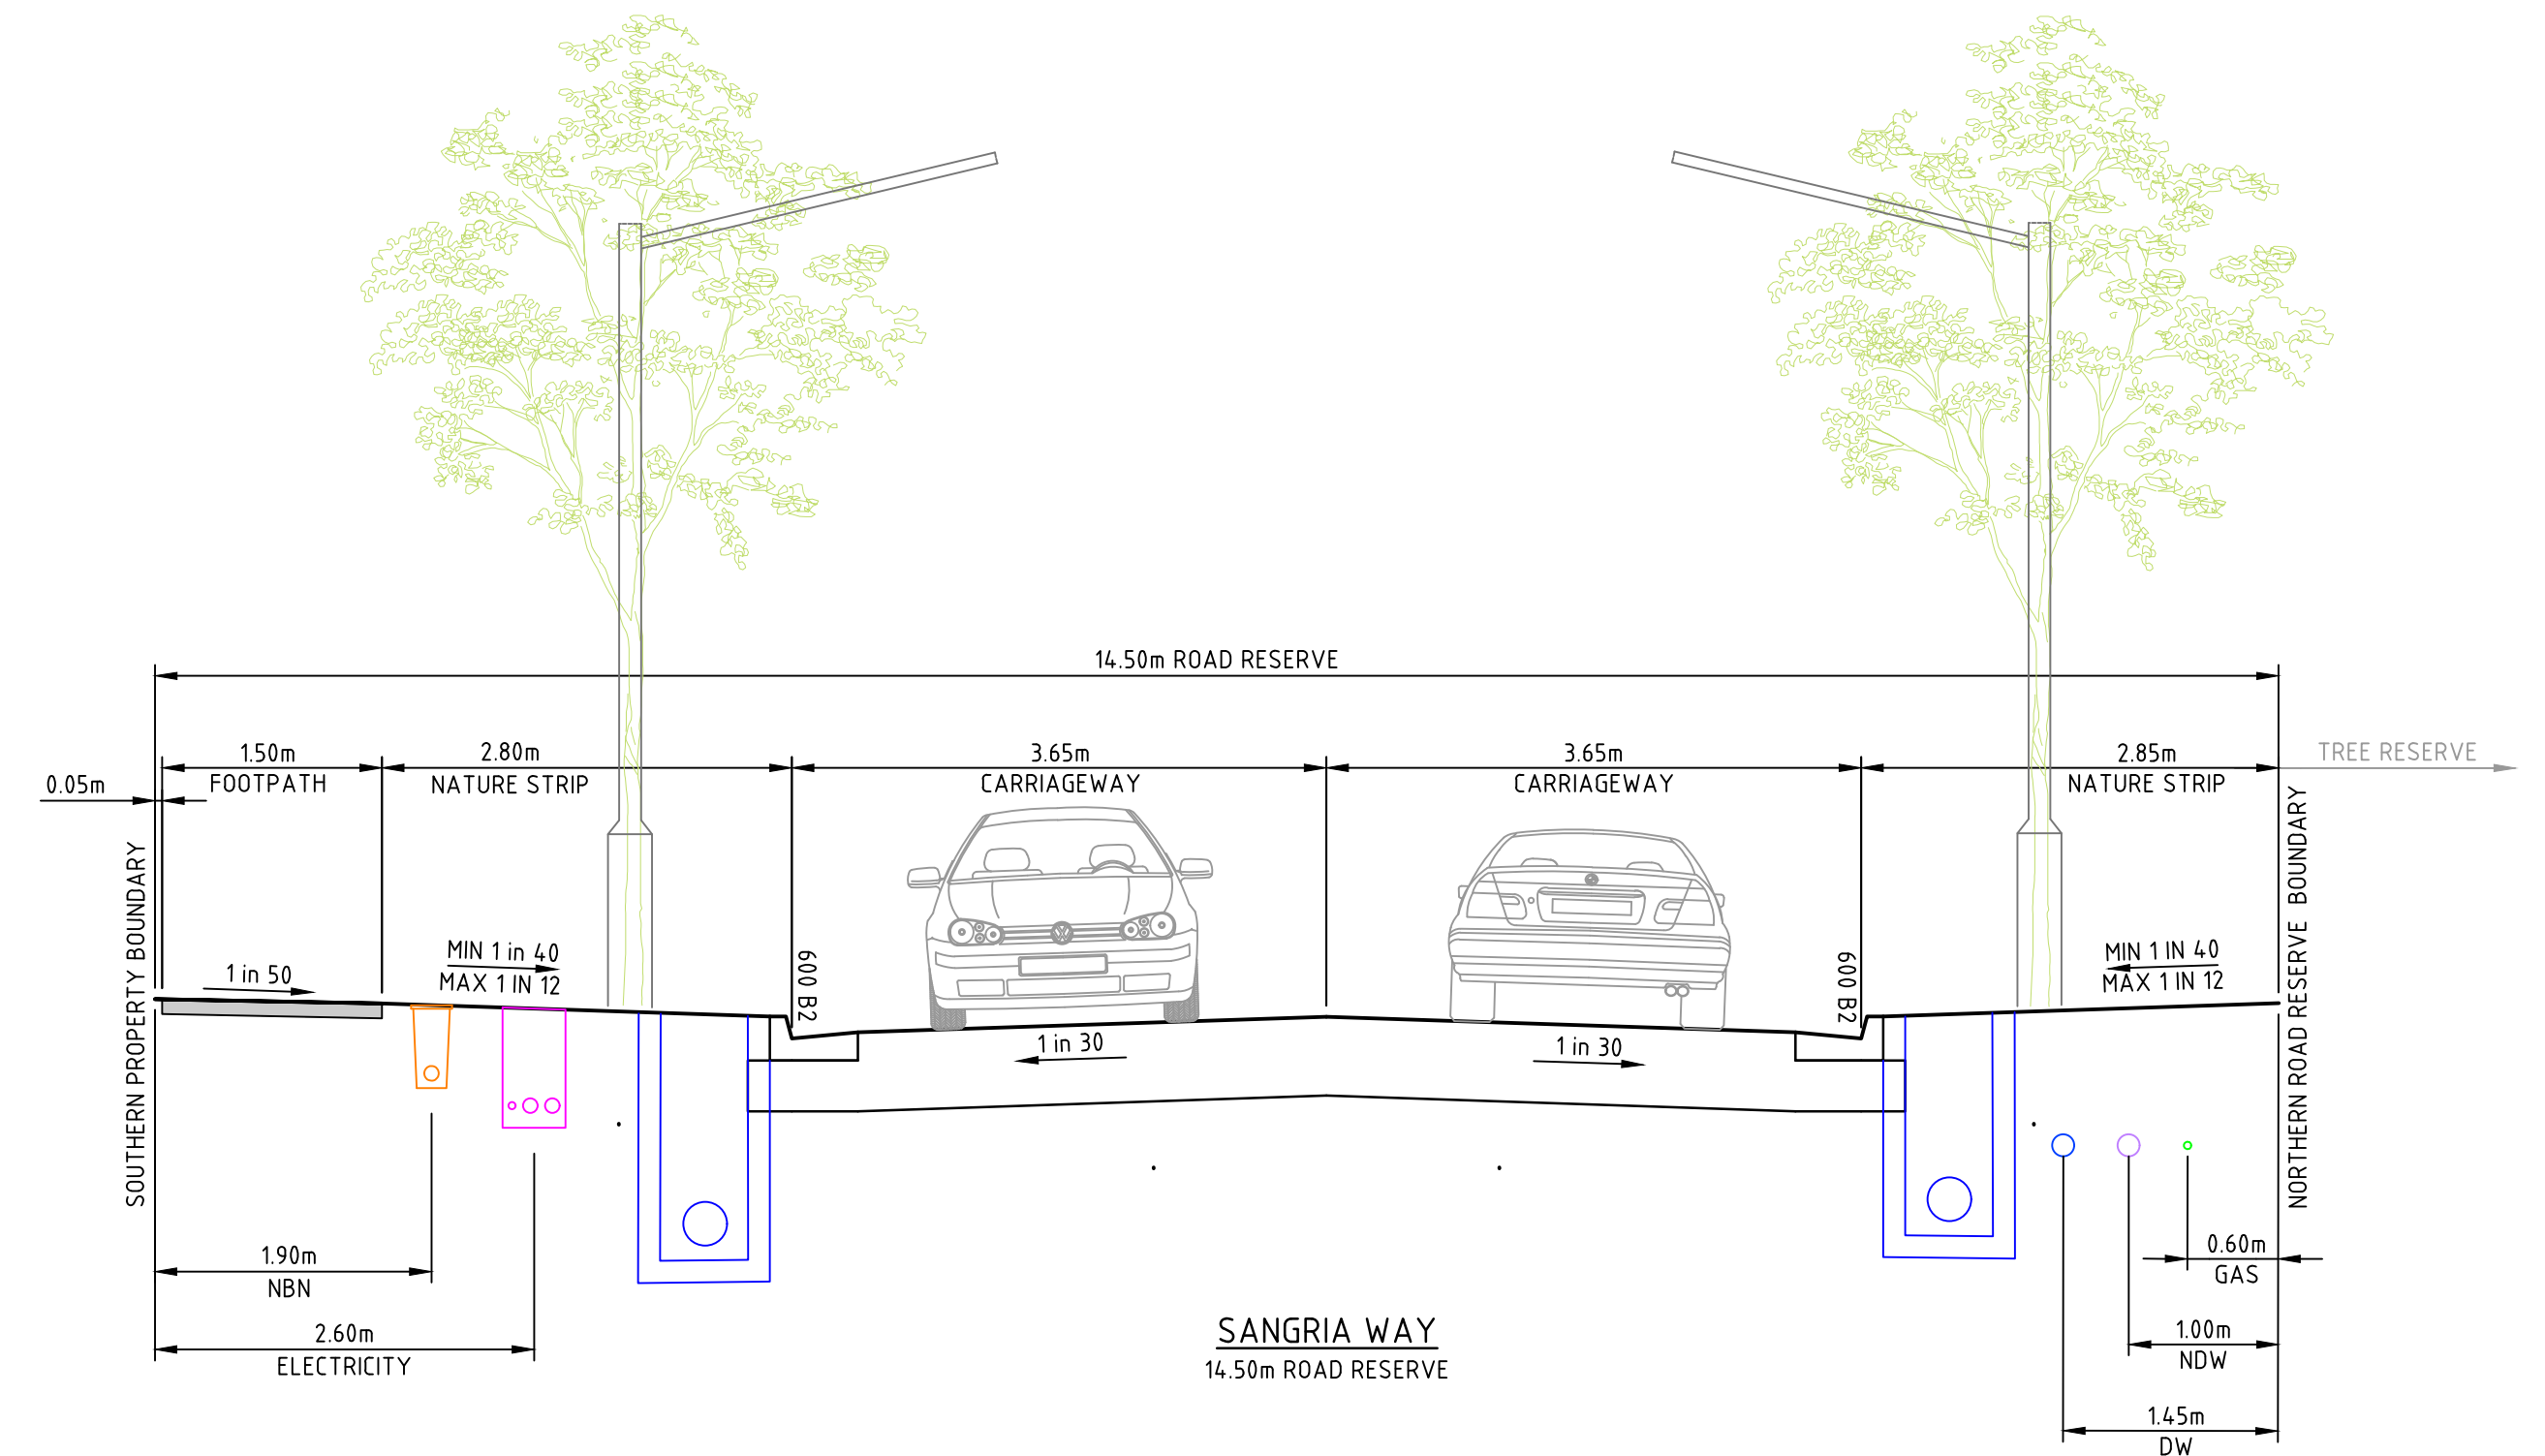 14.50m ROAD RESERVE
1.50m
FOOTPATH
2.80m
NATURE STRIP
3.65m
CARRIAGEWAY
3.65m
CARRIAGEWAY
2.85m
NATURE STRIP
TREE RESERVE
0.05m
SOUTHERN PROPERTY BOUNDARY
NORTHERN ROAD RESERVE BOUNDARY
1 in 50
MIN 1 in 40
MAX 1 IN 12
600 B2
600 B2
MIN 1 IN 40
MAX 1 IN 12
1 in 30
1 in 30
1.90m
NBN
2.60m
ELECTRICITY
0.60m
GAS
1.00m
NDW
1.45m
DW
SANGRIA WAY
14.50m ROAD RESERVE